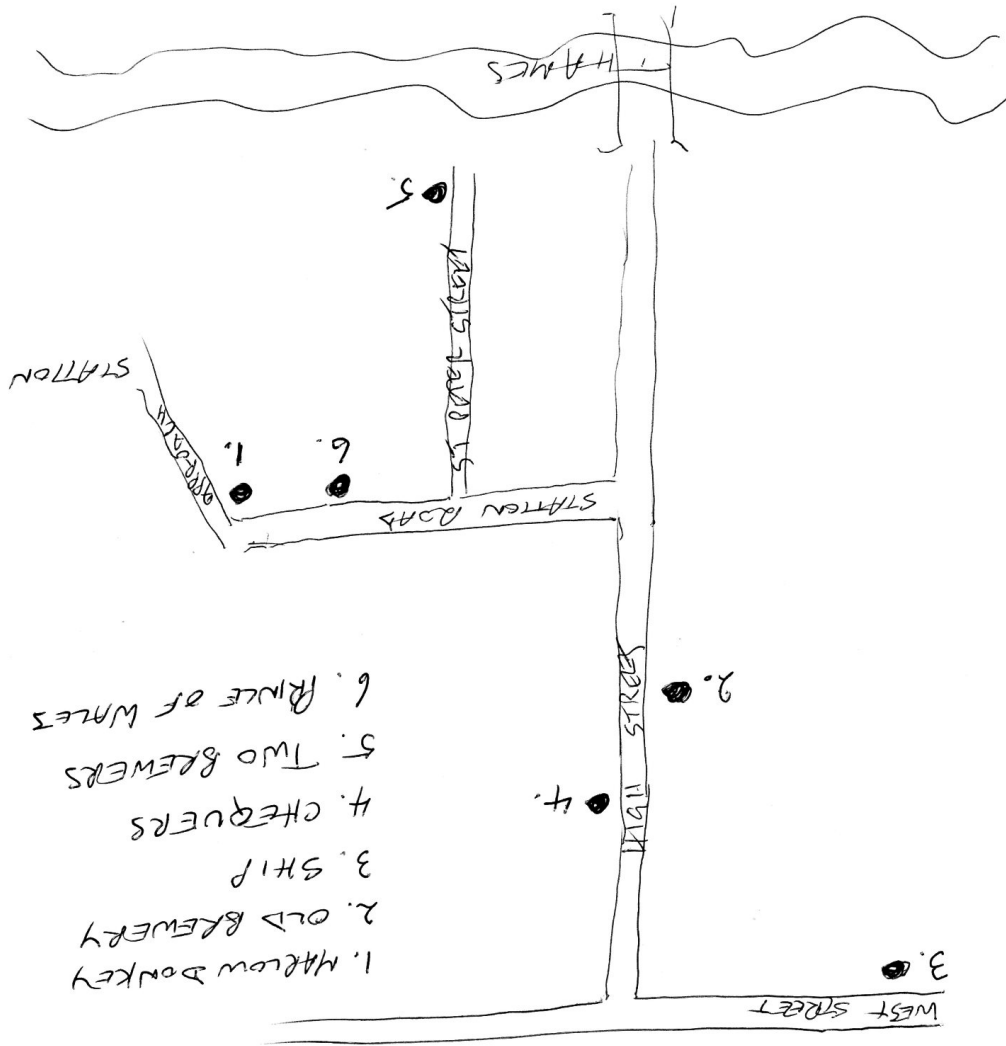 WEST STREET
3.
1. MARLOW DONKEY
2. OLD BREWERY
3. SHIP
4. CHEQUERS
5. TWO BREWERS
6. PRINCE OF WALES
HIGH STREET
4.
2.
STATION ROAD
ST PETER STREET
6.
1.
APPROACH
STATION
5.
THAMES